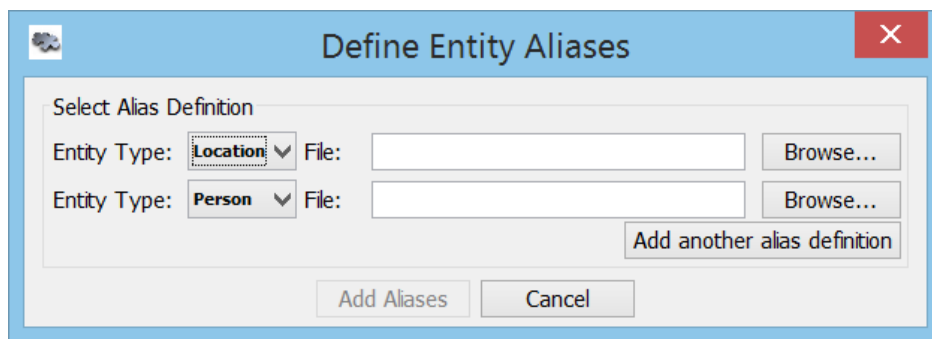 Define Entity Aliases
Select Alias Definition
Entity Type: Location File: Browse...
Entity Type: Person File: Browse...
Add another alias definition
Add Aliases Cancel